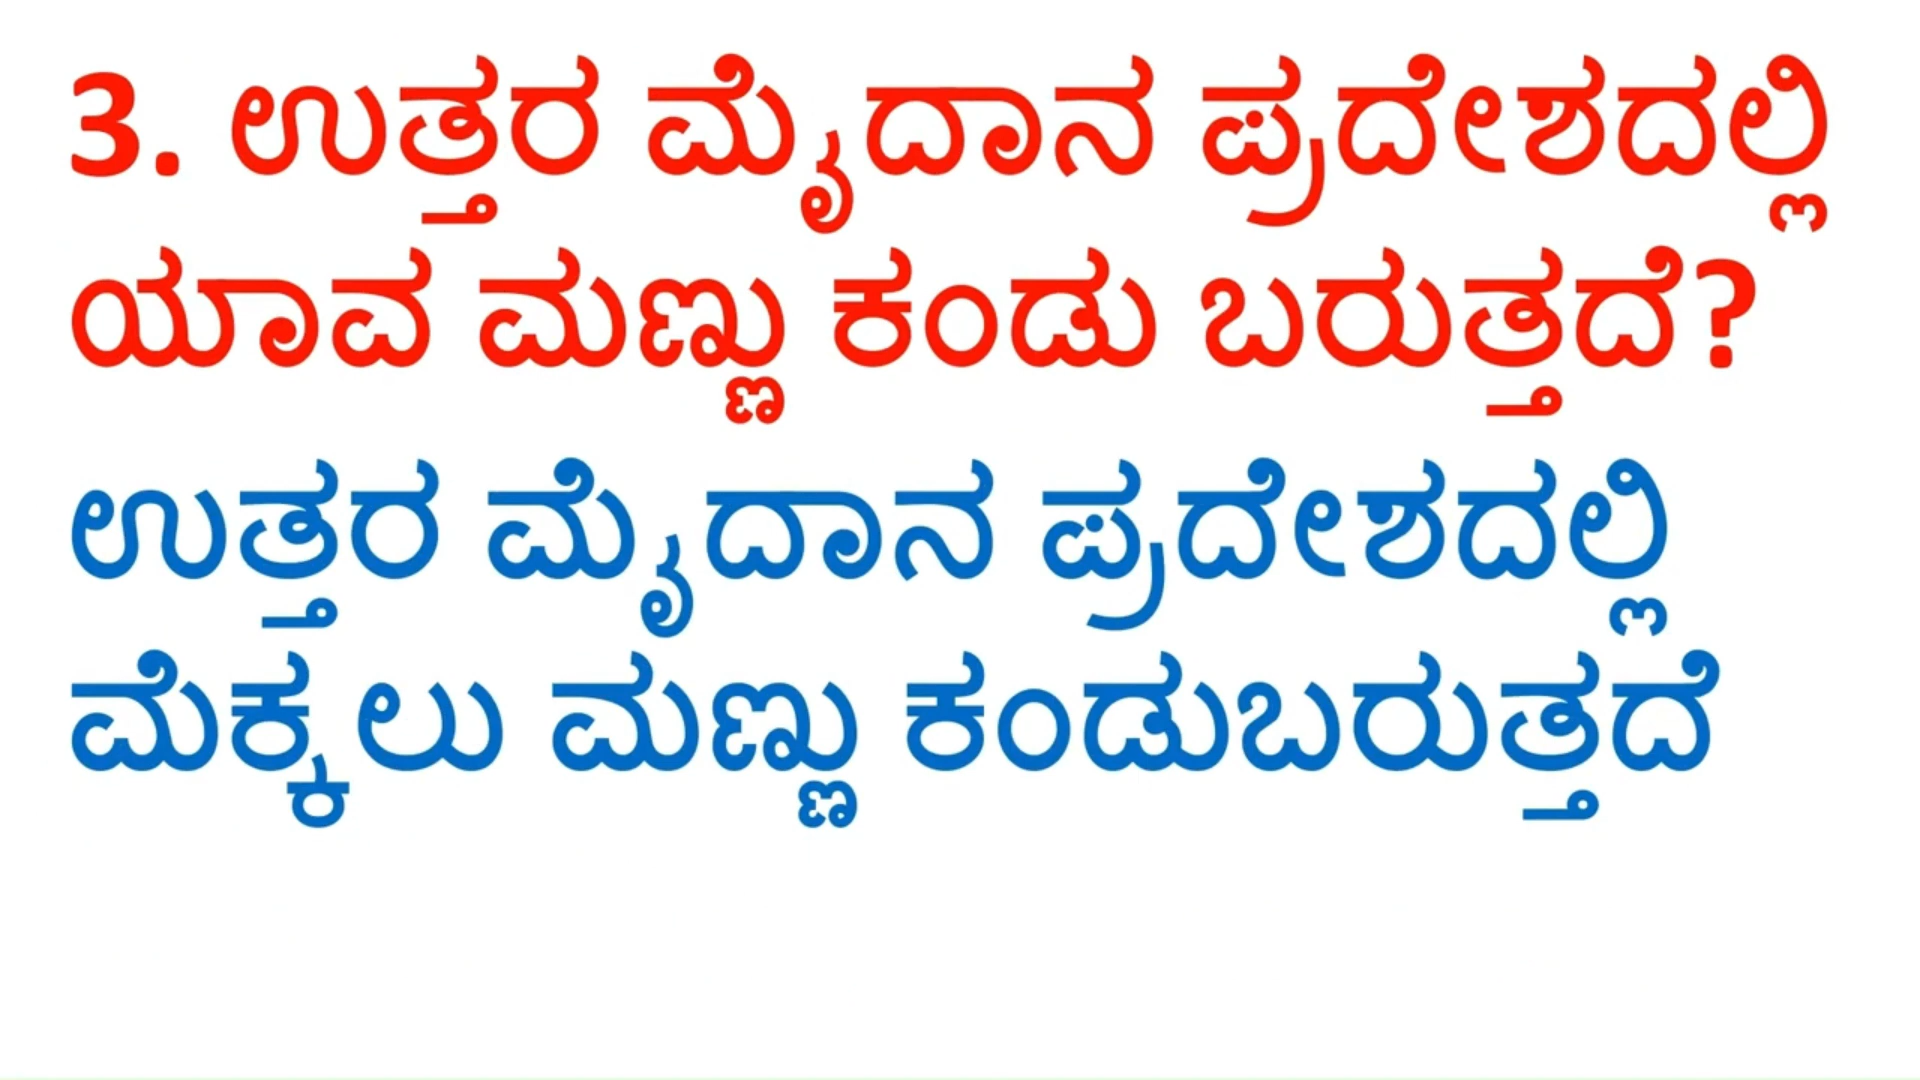 3. ಉತ್ತರ ಮೈದಾನ ಪ್ರದೇಶದಲ್ಲಿ
ಯಾವ ಮಣ್ಣು ಕಂಡು ಬರುತ್ತದೆ?
ಉತ್ತರ ಮೈದಾನ ಪ್ರದೇಶದಲ್ಲಿ
ಮೆಕ್ಕಲು ಮಣ್ಣು ಕಂಡುಬರುತ್ತದೆ